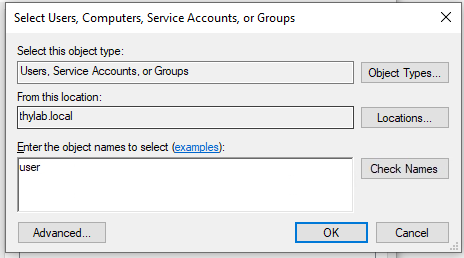 Select Users, Computers, Service Accounts, or Groups
Select this object type:
Users, Service Accounts, or Groups
Object Types...
From this location:
thylab.local
Locations...
Enter the object names to select (examples):
user
Check Names
Advanced...
OK
Cancel